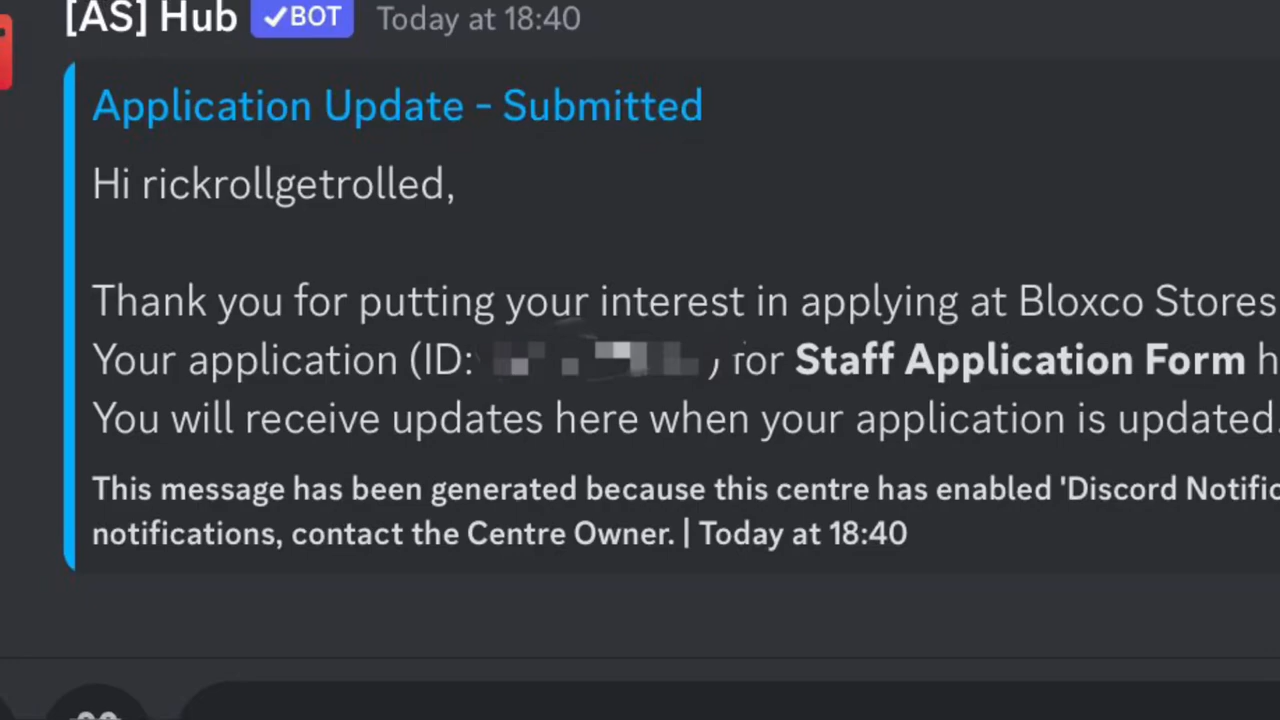 [AS] Hub ✓BOT Today at 18:40
Application Update - Submitted
Hi rickrollgetrolled,
Thank you for putting your interest in applying at Bloxco Stores
Your application (ID: ) for Staff Application Form h
You will receive updates here when your application is updated.
This message has been generated because this centre has enabled 'Discord Notific
notifications, contact the Centre Owner. | Today at 18:40